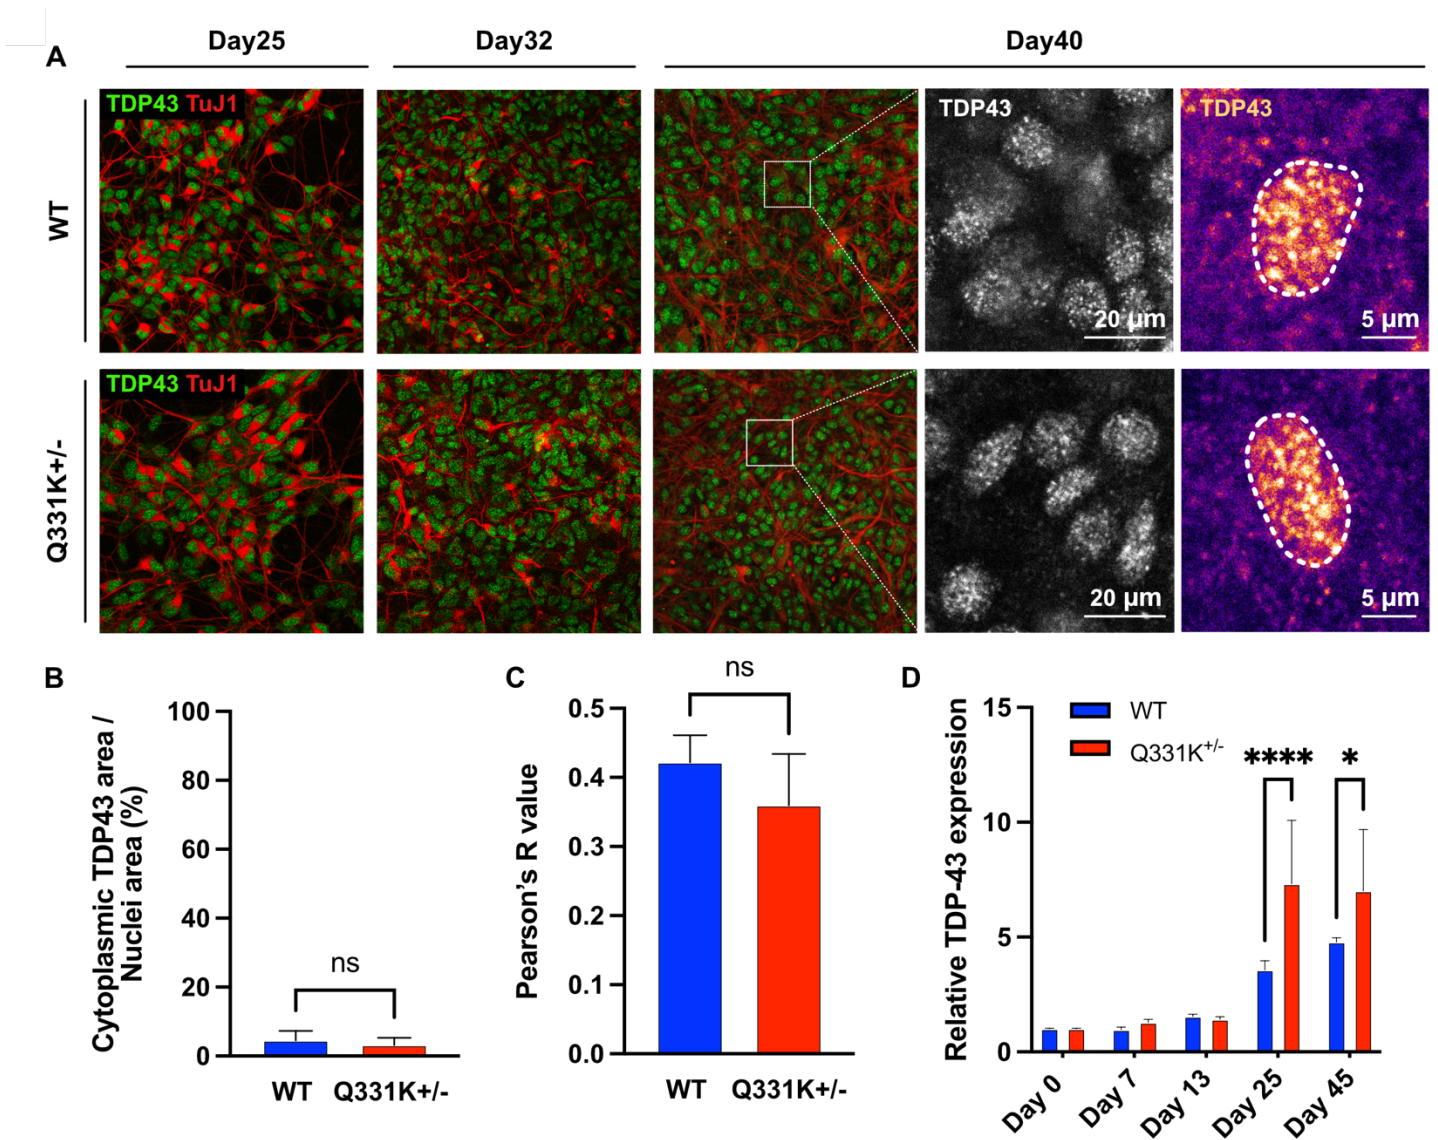 Day25
Day32
Day40
A
WT
TDP43 TuJ1
TDP43
20 µm
TDP43
5 µm
Q331K+/-
TDP43 TuJ1
20 µm
5 µm
B
Cytoplasmic TDP43 area /
Nuclei area (%)
100
80
60
40
20
0
ns
WT
Q331K+/-
C
Pearson's R value
0.5
0.4
0.3
0.2
0.1
0.0
ns
WT
Q331K+/-
D
Relative TDP-43 expression
15
10
5
0
WT
Q331K+/-
****
*
Day 0
Day 7
Day 13
Day 25
Day 45